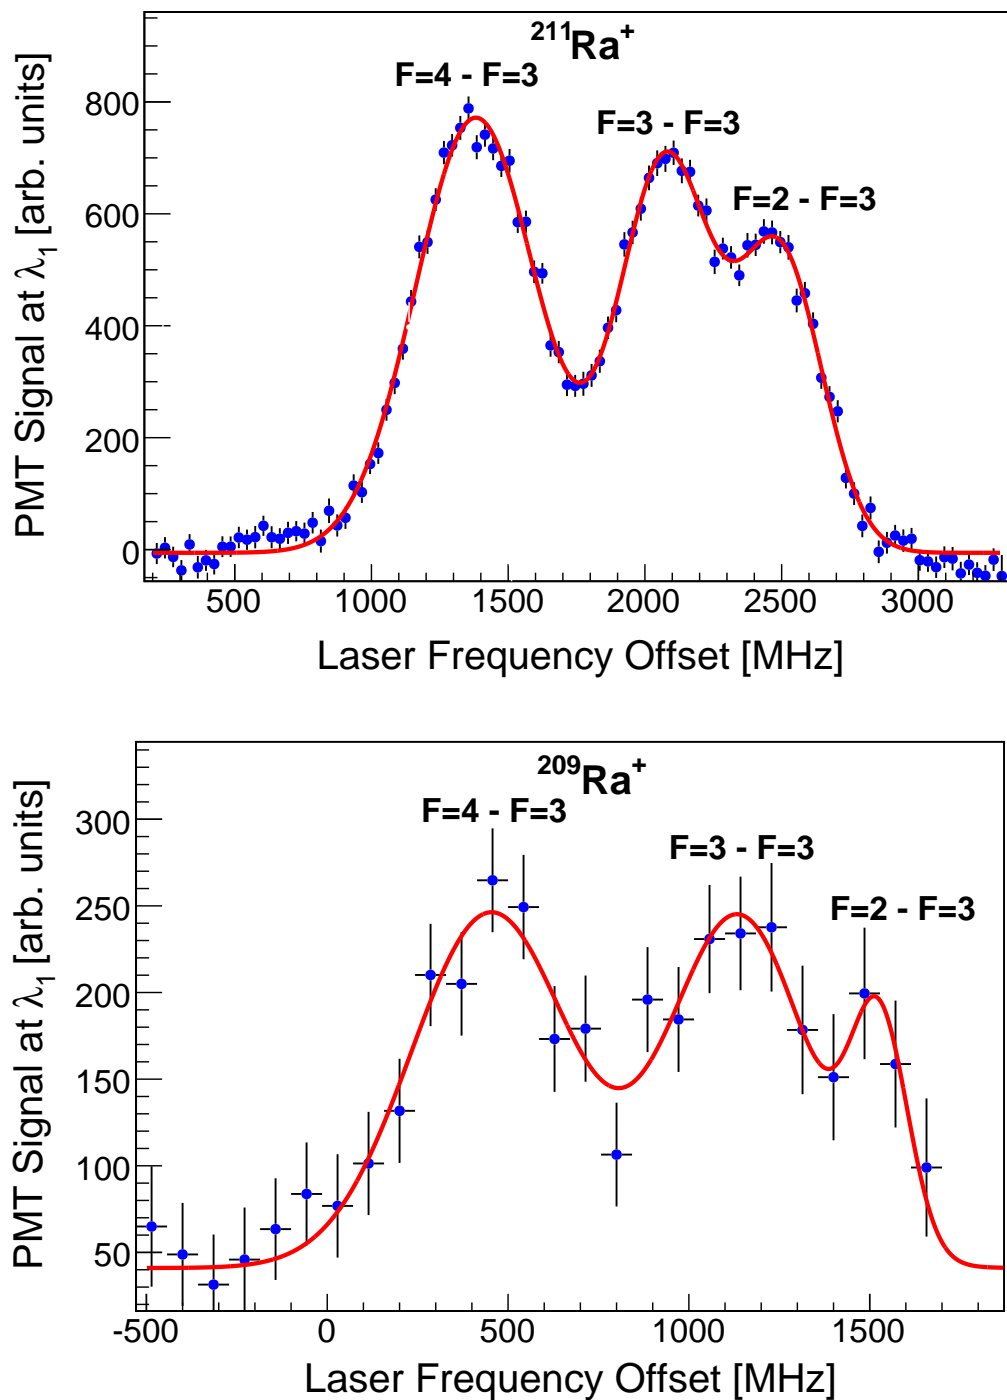 ²¹¹Ra⁺
F=4 - F=3
F=3 - F=3
F=2 - F=3
PMT Signal at λ₁ [arb. units]
800
600
400
200
0
500 1000 1500 2000 2500 3000
Laser Frequency Offset [MHz]
²⁰⁹Ra⁺
F=4 - F=3
F=3 - F=3
F=2 - F=3
PMT Signal at λ₁ [arb. units]
300
250
200
150
100
50
-500 0 500 1000 1500
Laser Frequency Offset [MHz]